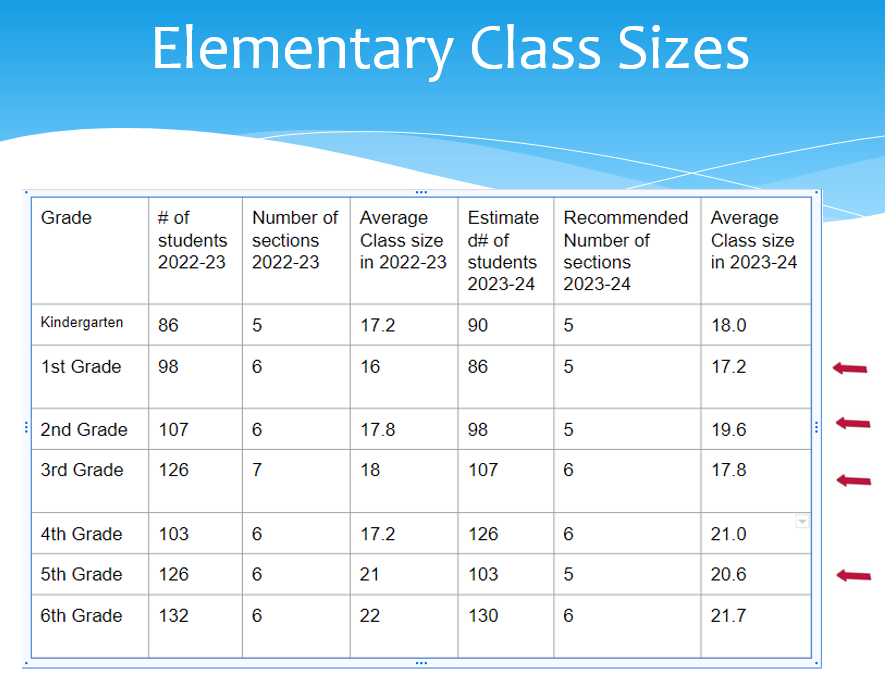 Elementary Class Sizes
Grade
# of
students
2022-23
Number of
sections
2022-23
Average
Class size
in 2022-23
Estimate
d# of
students
2023-24
Recommended
Number of
sections
2023-24
Average
Class size
in 2023-24
Kindergarten 86 5 17.2 90 5 18.0
1st Grade 98 6 16 86 5 17.2
2nd Grade 107 6 17.8 98 5 19.6
3rd Grade 126 7 18 107 6 17.8
4th Grade 103 6 17.2 126 6 21.0
5th Grade 126 6 21 103 5 20.6
6th Grade 132 6 22 130 6 21.7